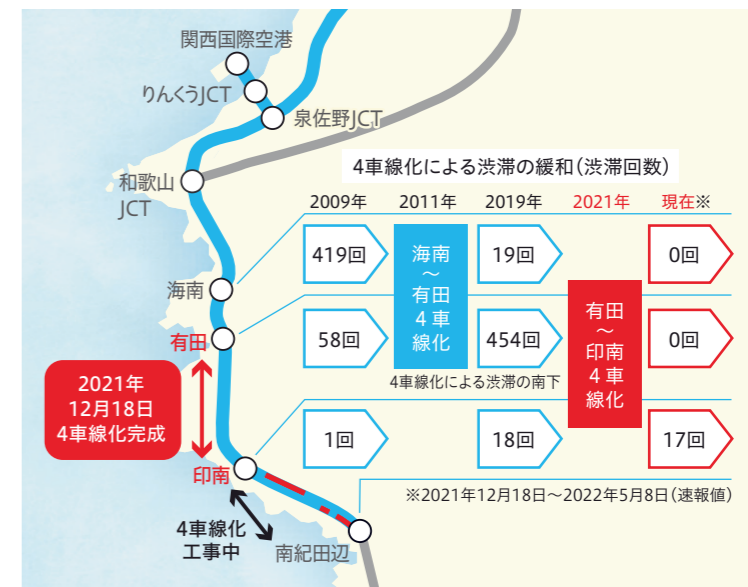 関西国際空港
りんくうJCT
泉佐野JCT
和歌山
JCT
海南
有田
2021年
12月18日
4車線化完成
印南
4車線化
工事中
南紀田辺
4車線化による渋滞の緩和（渋滞回数）
2009年 2011年 2019年 2021年 現在※
419回 19回 0回
海南
〜
有田
4車
線化
58回 454回 0回
有田
〜
印南
4車
線化
4車線化による渋滞の南下
1回 18回 17回
※2021年12月18日〜2022年5月8日（速報値）